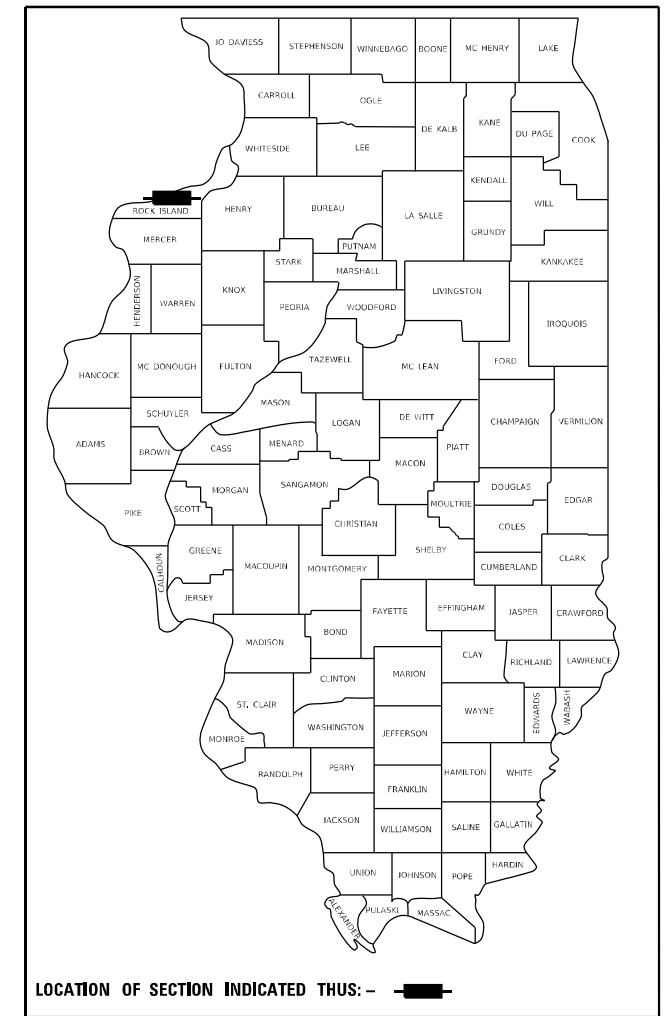 JO DAVIESS
STEPHENSON
WINNEBAGO
BOONE
MC HENRY
LAKE
CARROLL
OGLE
DE KALB
KANE
DU PAGE
COOK
WHITESIDE
LEE
KENDALL
WILL
ROCK ISLAND
HENRY
BUREAU
LA SALLE
GRUNDY
MERCER
PUTNAM
STARK
MARSHALL
KANKAKEE
HENDERSON
WARREN
KNOX
PEORIA
WOODFORD
LIVINGSTON
IROQUOIS
HANCOCK
MC DONOUGH
FULTON
TAZEWELL
MC LEAN
FORD
MASON
SCHUYLER
LOGAN
DE WITT
CHAMPAIGN
VERMILION
ADAMS
BROWN
CASS
MENARD
PIATT
MACON
MORGAN
SANGAMON
DOUGLAS
EDGAR
PIKE
SCOTT
CHRISTIAN
MOULTRIE
COLES
GREENE
MACOUPIN
MONTGOMERY
SHELBY
CUMBERLAND
CLARK
CALHOUN
JERSEY
FAYETTE
EFFINGHAM
JASPER
CRAWFORD
MADISON
BOND
CLAY
RICHLAND
LAWRENCE
CLINTON
MARION
ST. CLAIR
WAYNE
EDWARDS
WABASH
MONROE
WASHINGTON
JEFFERSON
RANDOLPH
PERRY
HAMILTON
WHITE
FRANKLIN
JACKSON
WILLIAMSON
SALINE
GALLATIN
UNION
JOHNSON
POPE
HARDIN
ALEXANDER
PULASKI
MASSAC
LOCATION OF SECTION INDICATED THUS: –